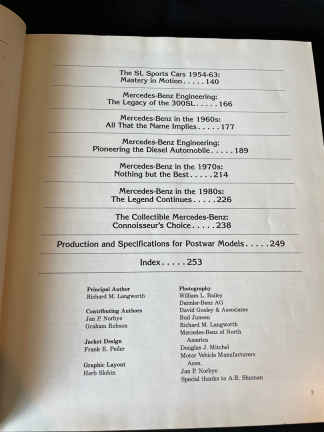 The SL Sports Cars 1954-63:
Mastery in Motion.....140
Mercedes-Benz Engineering:
The Legacy of the 300SL.....166
Mercedes-Benz in the 1960s:
All That the Name Implies.....177
Mercedes-Benz Engineering:
Pioneering the Diesel Automobile.....189
Mercedes-Benz in the 1970s:
Nothing but the Best.....214
Mercedes-Benz in the 1980s:
The Legend Continues.....226
The Collectible Mercedes-Benz:
Connoisseur's Choice.....238
Production and Specifications for Postwar Models.....249
Index.....253
Principal Author
Richard M. Langworth
Contributing Authors
Jan P. Norbye
Graham Robson
Jacket Design
Frank E. Peiler
Graphic Layout
Herb Slobin
Photography
William L. Bailey
Daimler-Benz AG
David Gooley & Associates
Bud Juneau
Richard M. Langworth
Mercedes-Benz of North
America
Douglas J. Mitchel
Motor Vehicle Manufacturers
Assn.
Jan P. Norbye
Special thanks to A.B. Shuman